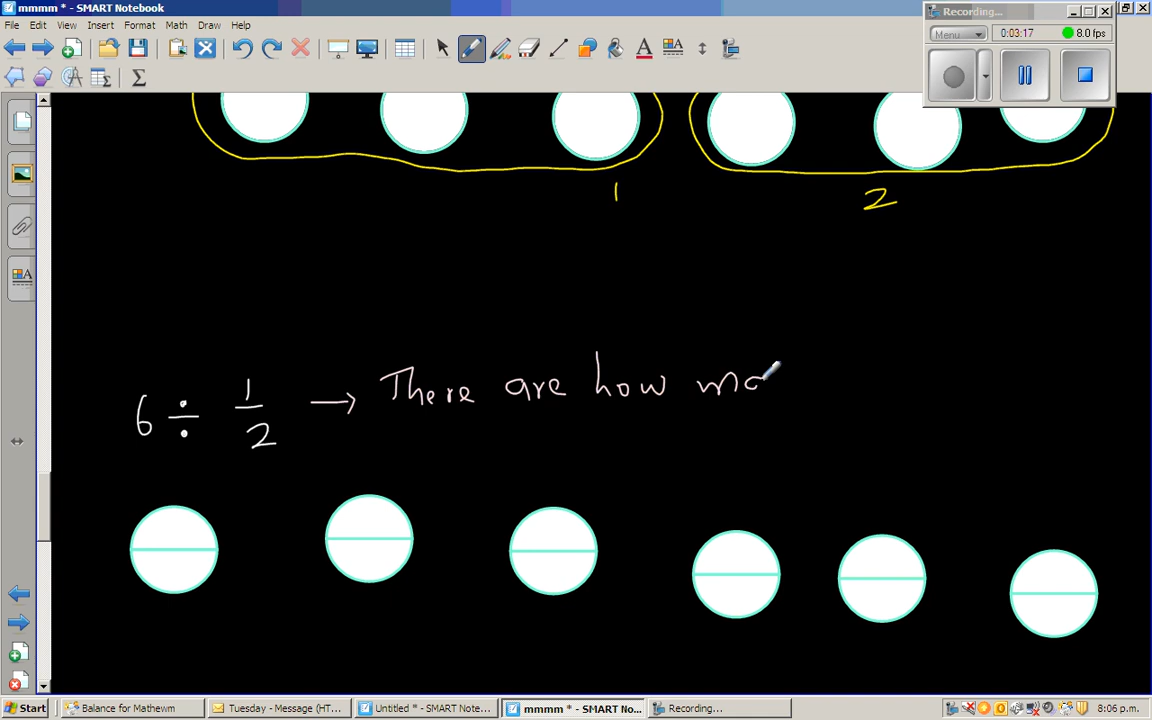 mmmm * - SMART Notebook
File Edit View Insert Format Math Draw Help
Recording...
Menu 0:03:17 8.0 fps
1 2
6 ÷ 1/2 → There are how ma
Start Balance for Mathewm Tuesday - Message (HT... Untitled * - SMART Note... mmmm * - SMART No... Recording... 8:06 p.m.